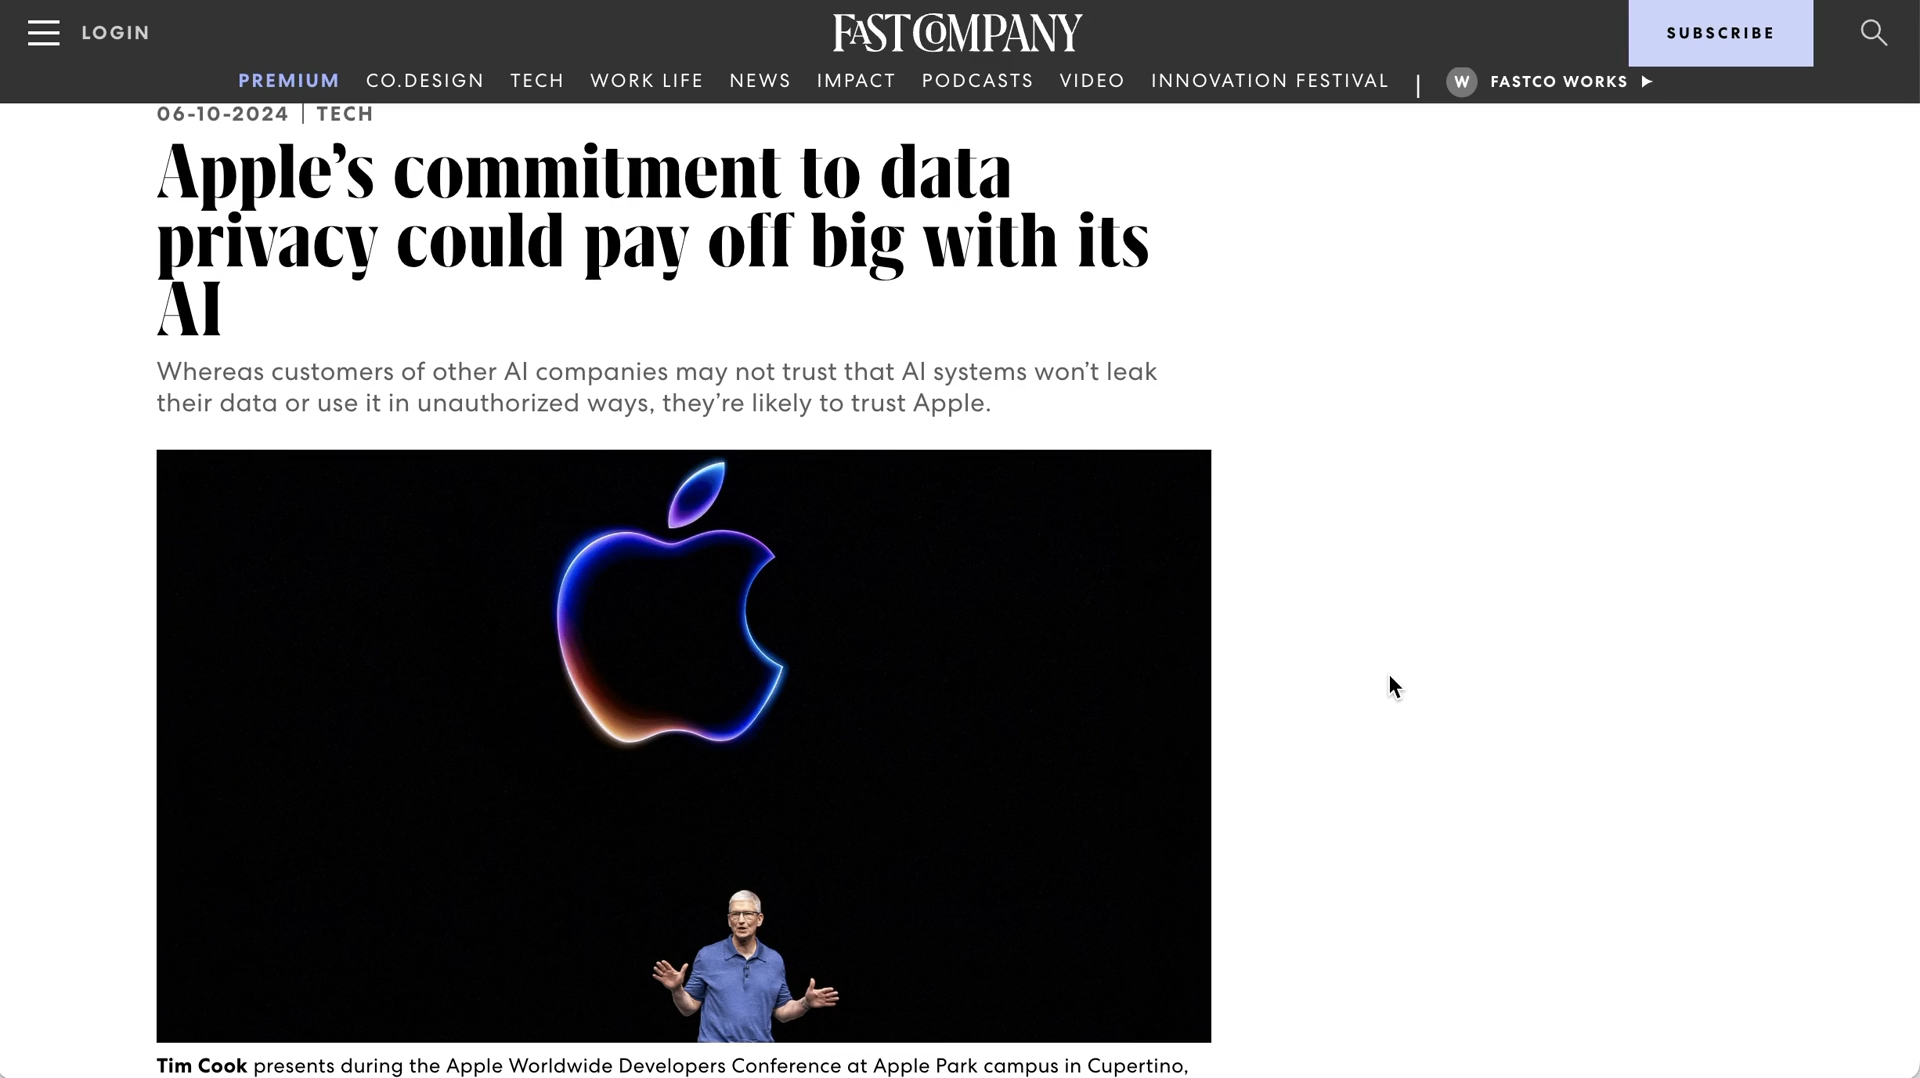 LOGIN
FAST COMPANY
SUBSCRIBE
PREMIUM CO.DESIGN TECH WORK LIFE NEWS IMPACT PODCASTS VIDEO INNOVATION FESTIVAL | W FASTCO WORKS
06-10-2024 | TECH
Apple’s commitment to data
privacy could pay off big with its
AI
Whereas customers of other AI companies may not trust that AI systems won’t leak
their data or use it in unauthorized ways, they’re likely to trust Apple.
Tim Cook presents during the Apple Worldwide Developers Conference at Apple Park campus in Cupertino,